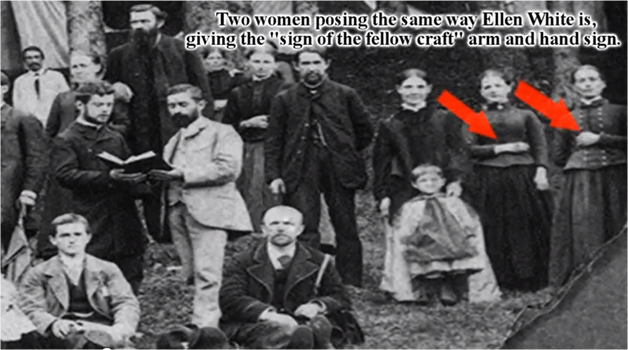 Two women posing the same way Ellen White is,
giving the "sign of the fellow craft" arm and hand sign.